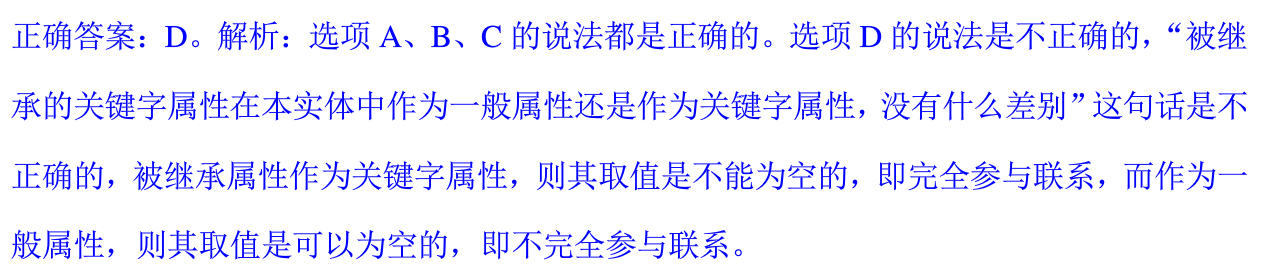 正确答案：D。解析：选项 A、B、C 的说法都是正确的。选项 D 的说法是不正确的，“被继
承的关键字属性在本实体中作为一般属性还是作为关键字属性，没有什么差别”这句话是不
正确的，被继承属性作为关键字属性，则其取值是不能为空的，即完全参与联系，而作为一
般属性，则其取值是可以为空的，即不完全参与联系。